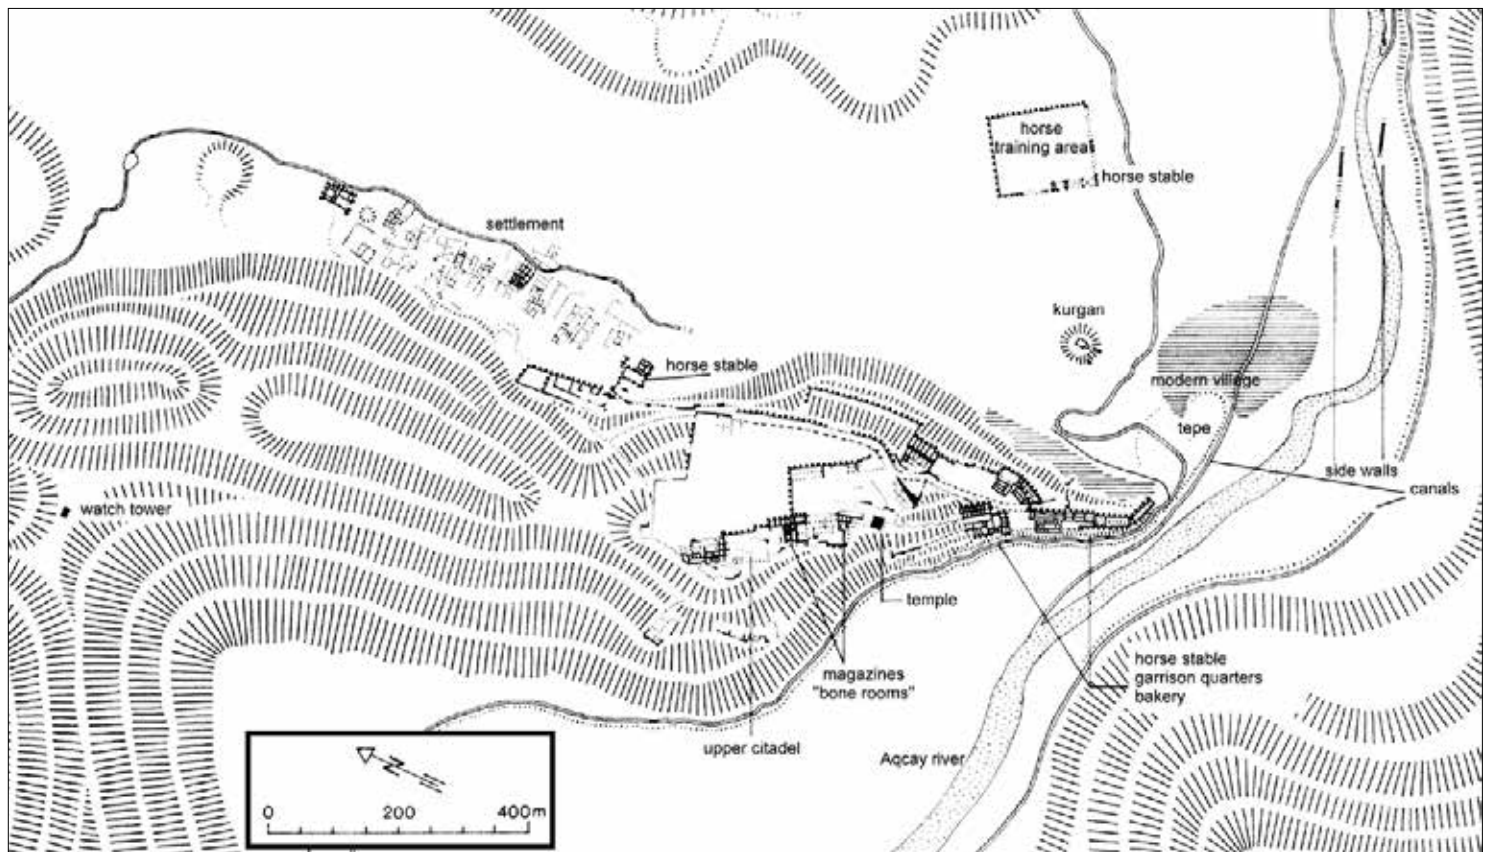 horse
training area
horse stable
settlement
kurgan
horse stable
modern village
tepe
side walls
canals
watch tower
temple
magazines
"bone rooms"
horse stable
garrison quarters
bakery
upper citadel
Aqcay river
N
0 200 400m